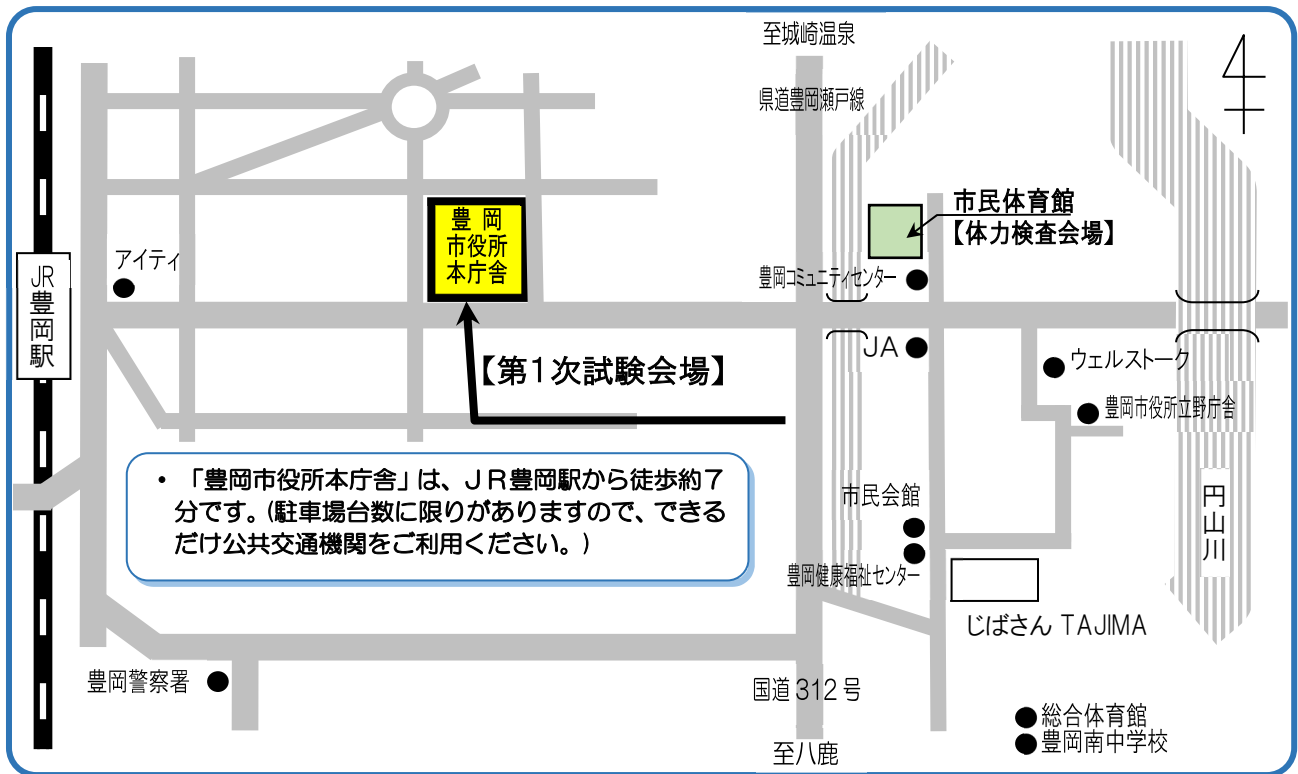 至城崎温泉
県道豊岡瀬戸線
4
市民体育館
【体力検査会場】
豊 岡
市役所
本庁舎
アイティ
JR豊岡駅
豊岡コミュニティセンター
JA
【第1次試験会場】
ウェルストーク
豊岡市役所立野庁舎
・ 「豊岡市役所本庁舎」は、JR豊岡駅から徒歩約7
分です。(駐車場台数に限りがありますので、できる
だけ公共交通機関をご利用ください。)
市民会館
円山川
豊岡健康福祉センター
じばさん TAJIMA
豊岡警察署
国道 312 号
総合体育館
豊岡南中学校
至八鹿